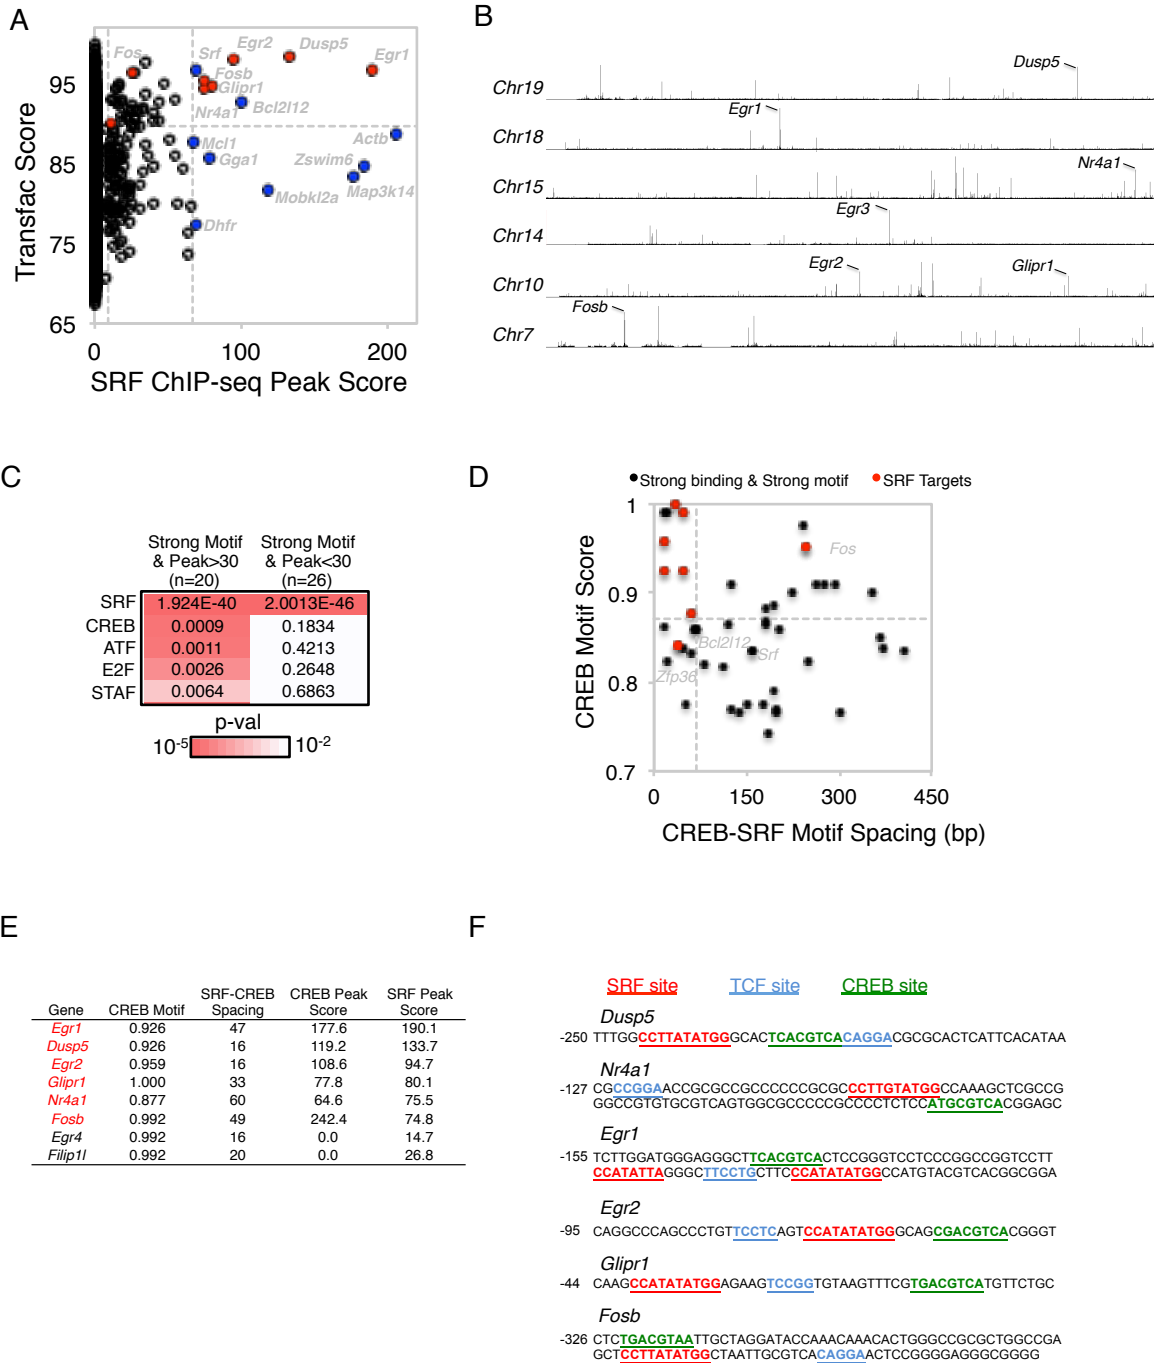 A
Transfac Score
95
85
75
65
0
100
200
SRF ChIP-seq Peak Score
Fos
Srf
Egr2
Dusp5
Egr1
Fosb
Glipr1
Nr4a1
Bcl2l12
Actb
Mcl1
Gga1
Zswim6
Map3k14
Mobkl2a
Dhfr
B
Chr19
Dusp5
Chr18
Egr1
Chr15
Nr4a1
Chr14
Egr3
Chr10
Egr2
Glipr1
Chr7
Fosb
C
Strong Motif & Peak>30 (n=20)
Strong Motif & Peak<30 (n=26)
SRF 1.924E-40 2.0013E-46
CREB 0.0009 0.1834
ATF 0.0011 0.4213
E2F 0.0026 0.2648
STAF 0.0064 0.6863
p-val
10-5 10-2
D
Strong binding & Strong motif SRF Targets
CREB Motif Score
1
0.9
0.8
0.7
0
150
300
450
CREB-SRF Motif Spacing (bp)
Fos
Bcl2l12
Srf
Zfp36
E
Gene CREB Motif SRF-CREB Spacing CREB Peak Score SRF Peak Score
Egr1 0.926 47 177.6 190.1
Dusp5 0.926 16 119.2 133.7
Egr2 0.959 16 108.6 94.7
Glipr1 1.000 33 77.8 80.1
Nr4a1 0.877 60 64.6 75.5
Fosb 0.992 49 242.4 74.8
Egr4 0.992 16 0.0 14.7
Filip1l 0.992 20 0.0 26.8
F
SRF site TCF site CREB site
Dusp5
-250 TTTGGCCTTATATGGGCACTCACGTCACAGGACGCGCACTCATTCACATAA
Nr4a1
-127 CGCCGGAACCGCGCCGCCCCCCGCGCCCTTGTATGGCCAAAGCTCGCCG
GGCCGTGTGCGTCAGTGGCGCCCCCGCCCCTCTCCATGCGTCACGGAGC
Egr1
-155 TCTTGGATGGGAGGGCTTCACGTCACTCCGGGTCCTCCCGGCCGGTCCTT
CCATATTAGGGCTTCCTGCTTCCCATATATGGCCATGTACGTCACGGCGGA
Egr2
-95 CAGGCCCAGCCCTGTTCCTCAGTCCATATATGGGCAGCGACGTCACGGGT
Glipr1
-44 CAAGCCATATATGGAGAAGTCCGGTGTAAGTTTCGTGACGTCATGTTCTGC
Fosb
-326 CTCTGACGTAATTGCTAGGATACCAAACAAACACTGGGCCGCGCTGGCCGA
GCTCCTTATATGGCTAATTGCGTCACAGGAACTCCGGGGAGGGCGGGG